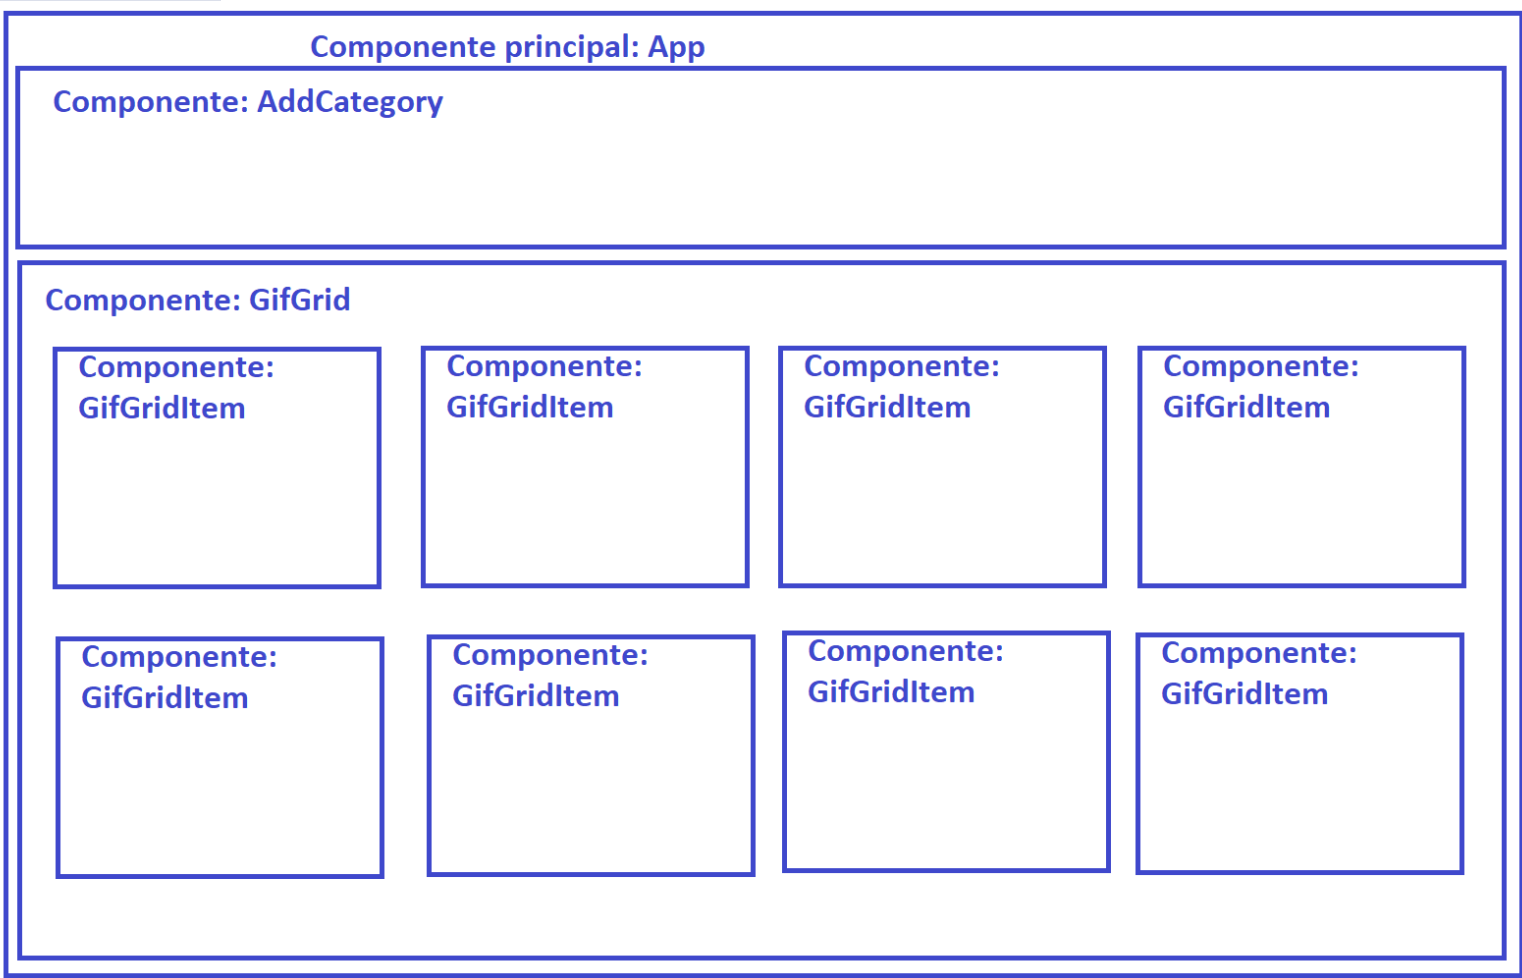 Componente principal: App
Componente: AddCategory
Componente: GifGrid
Componente:
GifGridItem
Componente:
GifGridItem
Componente:
GifGridItem
Componente:
GifGridItem
Componente:
GifGridItem
Componente:
GifGridItem
Componente:
GifGridItem
Componente:
GifGridItem